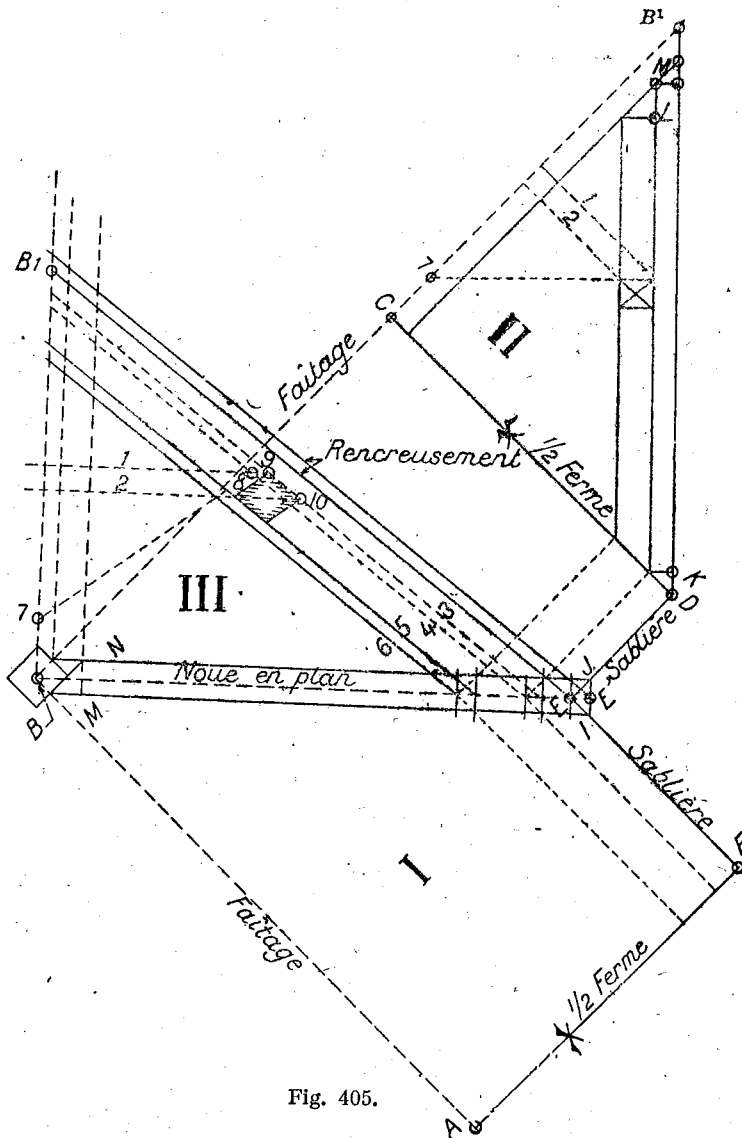 B¹
M
L
1
2
7
C
II
B1
Faîtage
1/2 Ferme
Rencreusement
1
2
8
9
10
K
D
III
7
6
5
4
3
N
J
Sablière
Noue en plan
E
E
B
M
I
Sablière
F
I
Faîtage
1/2 Ferme
A
Fig. 405.